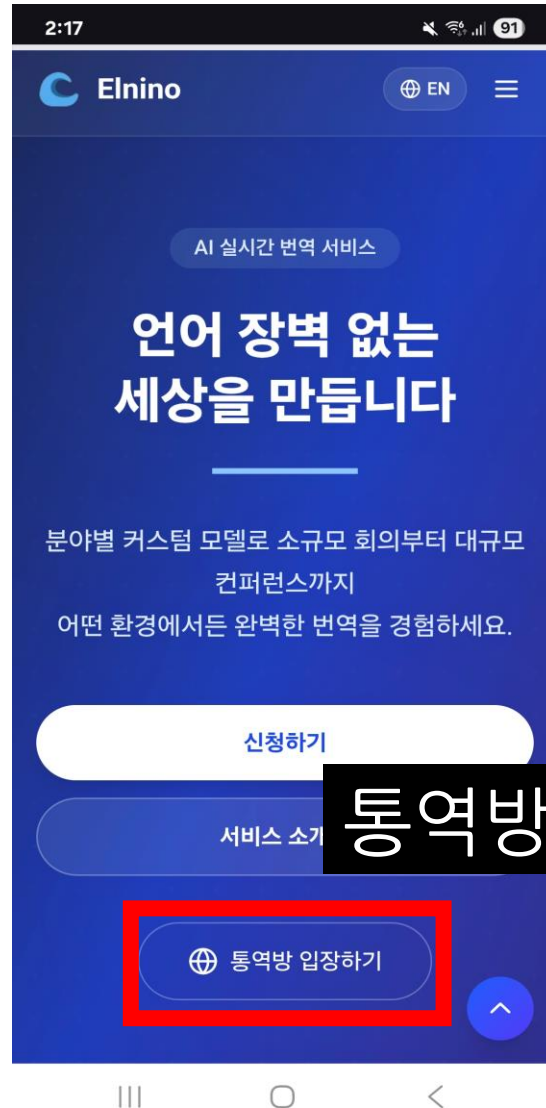 2:17
91
Elnino
EN
AI 실시간 번역 서비스
언어 장벽 없는
세상을 만듭니다
분야별 커스텀 모델로 소규모 회의부터 대규모
컨퍼런스까지
어떤 환경에서든 완벽한 번역을 경험하세요.
신청하기
서비스 소개
통역방
통역방 입장하기